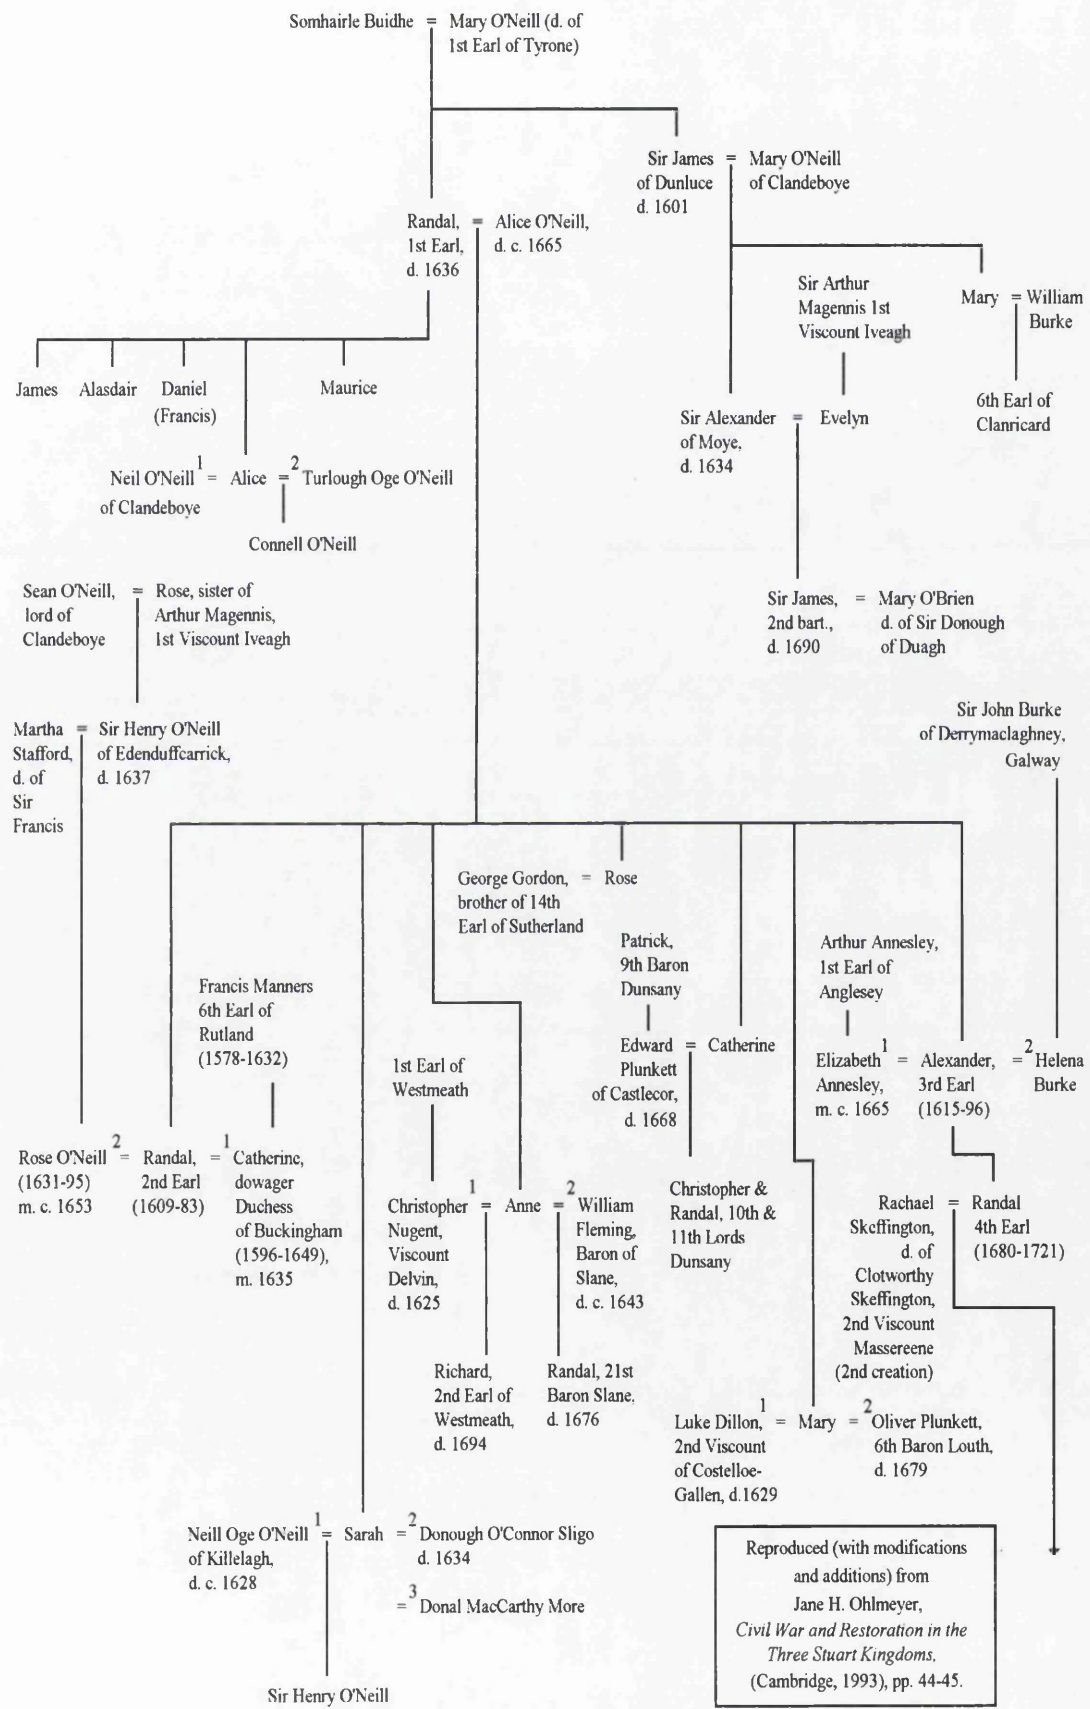 Somhairle Buidhe = Mary O'Neill (d. of
1st Earl of Tyrone)
Sir James = Mary O'Neill
of Dunluce of Clandeboye
d. 1601
Randal, = Alice O'Neill,
1st Earl, d. c. 1665
d. 1636
Sir Arthur
Magennis 1st
Viscount Iveagh
Mary = William
Burke
James Alasdair Daniel Maurice
(Francis)
6th Earl of
Clanricard
Sir Alexander = Evelyn
of Moye,
d. 1634
Neil O'Neill 1 = Alice = 2 Turlough Oge O'Neill
of Clandeboye
Connell O'Neill
Sean O'Neill, = Rose, sister of
lord of Arthur Magennis,
Clandeboye 1st Viscount Iveagh
Sir James, = Mary O'Brien
2nd bart., d. of Sir Donough
d. 1690 of Duagh
Martha = Sir Henry O'Neill
Stafford, of Edenduffcarrick,
d. of d. 1637
Sir
Francis
Sir John Burke
of Derrymaclaghney,
Galway
George Gordon, = Rose
brother of 14th
Earl of Sutherland
Patrick,
9th Baron
Dunsany
Arthur Annesley,
1st Earl of
Anglesey
Francis Manners
6th Earl of
Rutland
(1578-1632)
1st Earl of
Westmeath
Edward = Catherine
Plunkett
of Castlecor,
d. 1668
Elizabeth 1 = Alexander, = 2 Helena
Annesley, 3rd Earl Burke
m. c. 1665 (1615-96)
Rose O'Neill 2 = Randal, = 1 Catherine,
(1631-95) 2nd Earl dowager
m. c. 1653 (1609-83) Duchess
of Buckingham
(1596-1649),
m. 1635
Christopher 1 = Anne = 2 William
Nugent, Fleming,
Viscount Baron of
Delvin, Slane,
d. 1625 d. c. 1643
Christopher &
Randal, 10th &
11th Lords
Dunsany
Rachael = Randal
Skeffington, 4th Earl
d. of (1680-1721)
Clotworthy
Skeffington,
2nd Viscount
Massereene
(2nd creation)
Richard, Randal, 21st
2nd Earl of Baron Slane,
Westmeath, d. 1676
d. 1694
Luke Dillon, 1 = Mary = 2 Oliver Plunkett,
2nd Viscount 6th Baron Louth,
of Costelloe- d. 1679
Gallen, d.1629
Neill Oge O'Neill 1 = Sarah = 2 Donough O'Connor Sligo
of Killelagh, d. 1634
d. c. 1628
= 3 Donal MacCarthy More
Sir Henry O'Neill
Reproduced (with modifications
and additions) from
Jane H. Ohlmeyer,
Civil War and Restoration in the
Three Stuart Kingdoms,
(Cambridge, 1993), pp. 44-45.